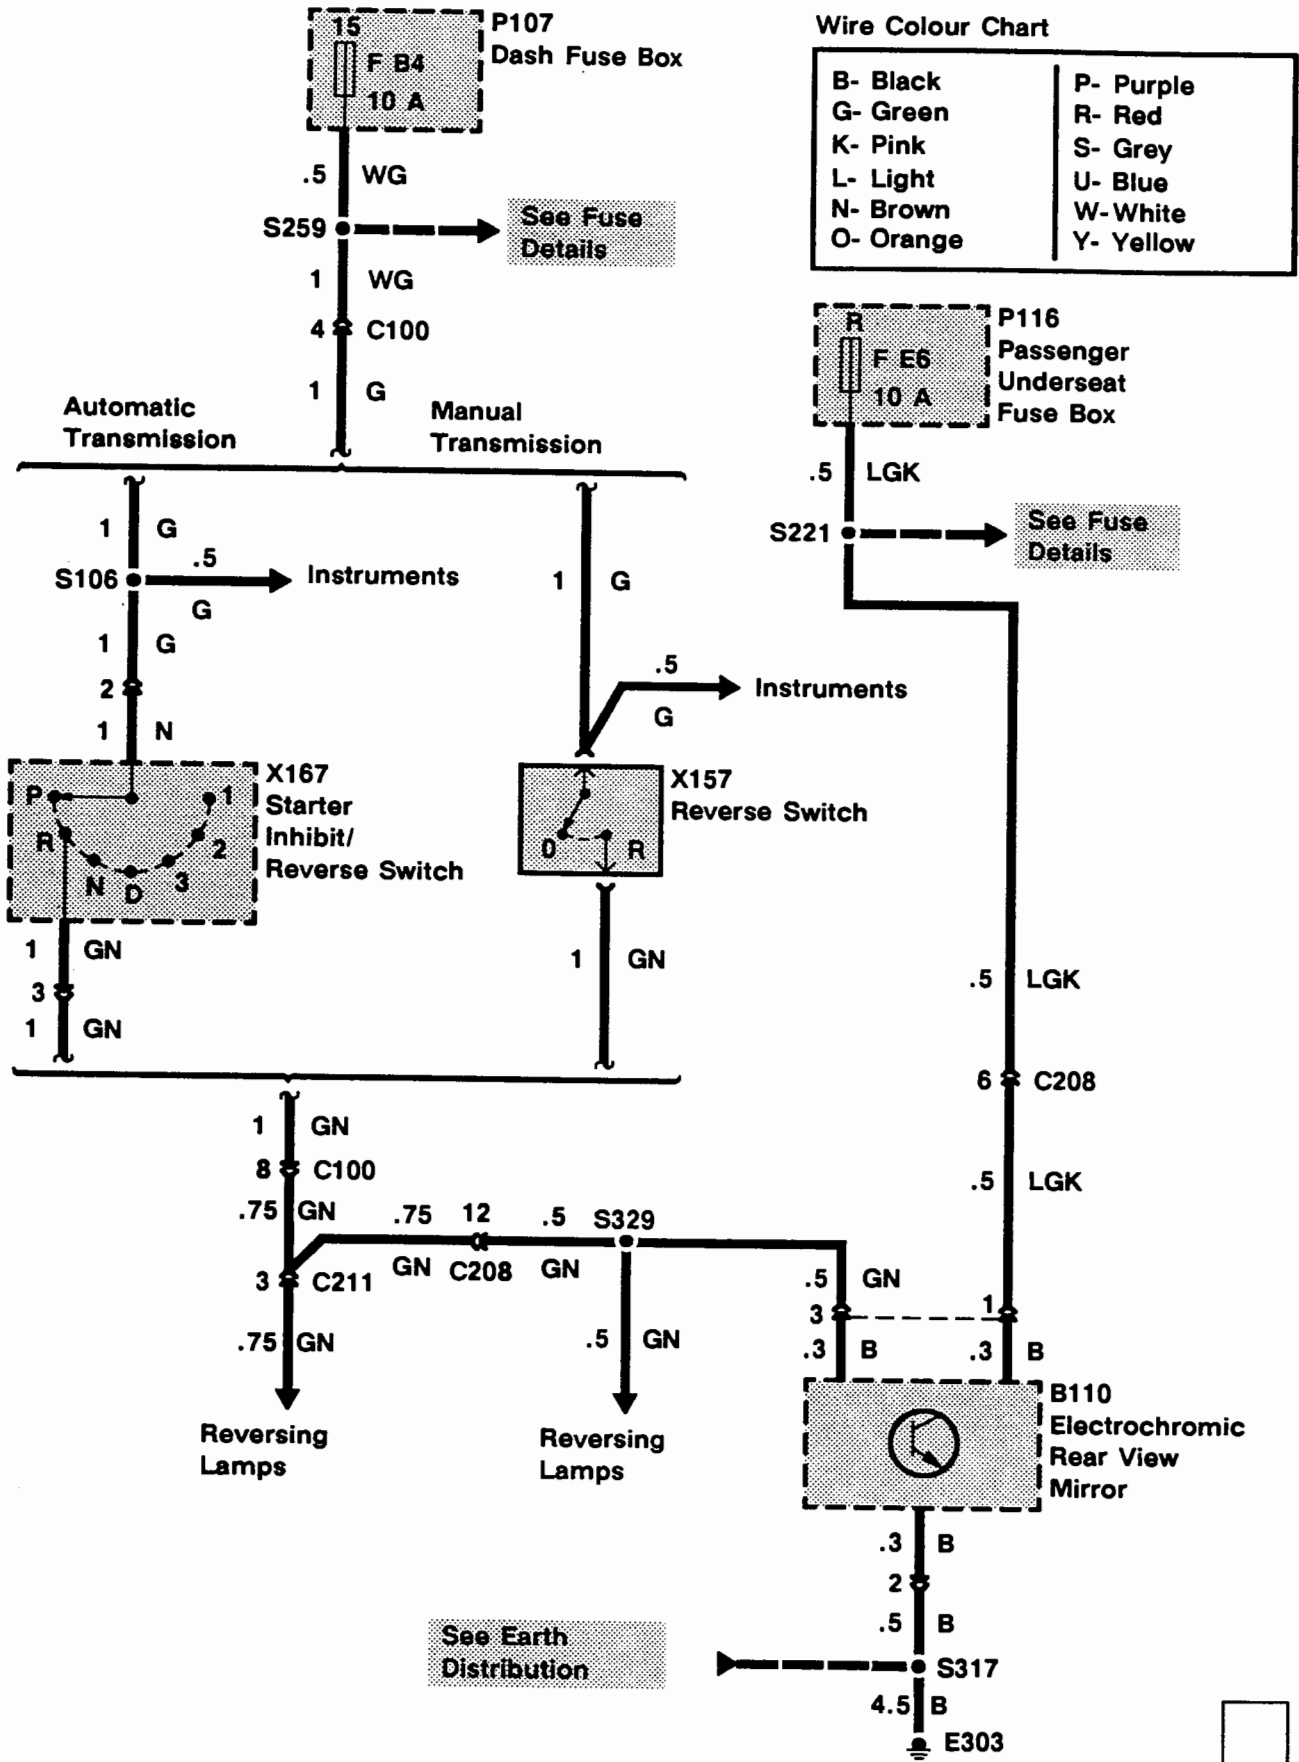 15
F B4
10 A
P107
Dash Fuse Box
Wire Colour Chart
B- Black
G- Green
K- Pink
L- Light
N- Brown
O- Orange
P- Purple
R- Red
S- Grey
U- Blue
W- White
Y- Yellow
.5 WG
S259
See Fuse
Details
1 WG
4 C100
1 G
R
F E6
10 A
P116
Passenger
Underseat
Fuse Box
Automatic
Transmission
Manual
Transmission
.5 LGK
S221
See Fuse
Details
1 G
S106
.5
G
Instruments
1 G
1 G
2
1 N
.5
G
Instruments
P
R
N
D
3
2
1
X167
Starter
Inhibit/
Reverse Switch
0
R
X157
Reverse Switch
1 GN
3
1 GN
1 GN
.5 LGK
6 C208
.5 LGK
1 GN
8 C100
.75 GN
.75
GN
12
C208
.5
GN
S329
3 C211
.75 GN
.5 GN
.5 GN
3
1
.3 B
.3 B
Reversing
Lamps
Reversing
Lamps
B110
Electrochromic
Rear View
Mirror
.3 B
2
.5 B
See Earth
Distribution
S317
4.5 B
E303